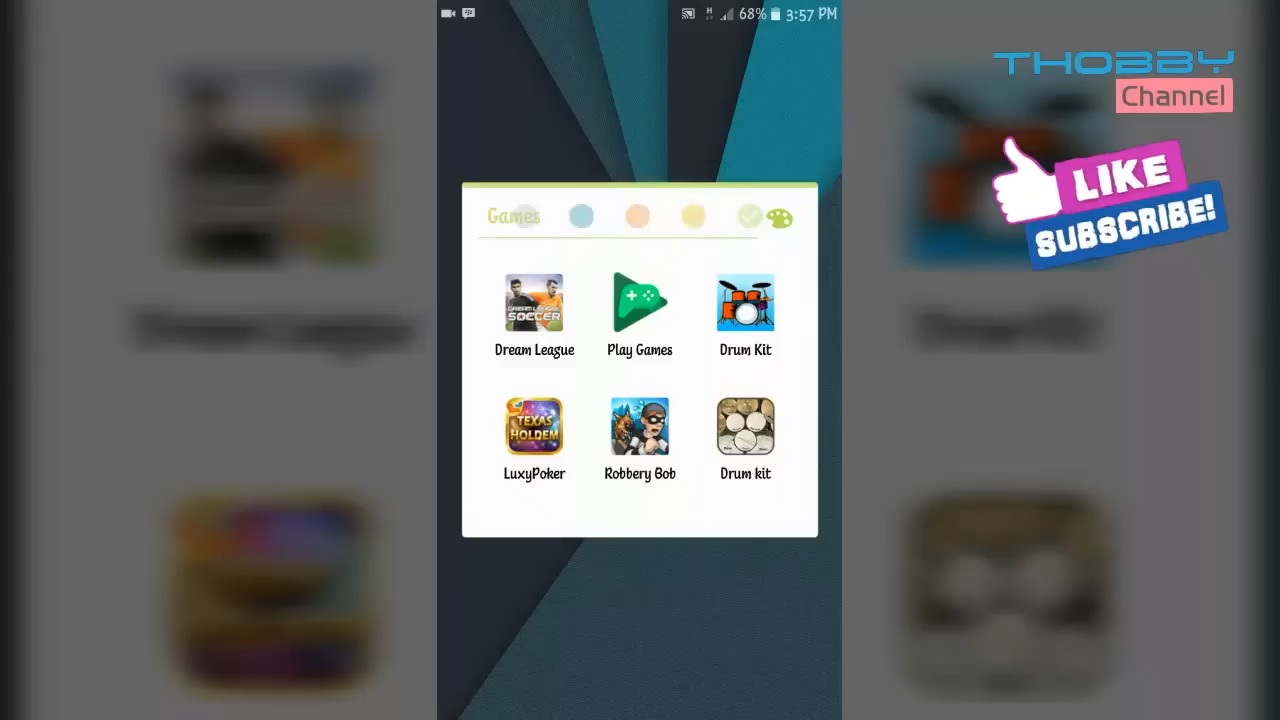 68% 3:57 PM
THOBBY
Channel
LIKE
SUBSCRIBE!
Games
DREAM LEAGUE
SOCCER
Dream League
Play Games
Drum Kit
TEXAS
HOLDEM
LuxyPoker
Robbery Bob
Drum kit